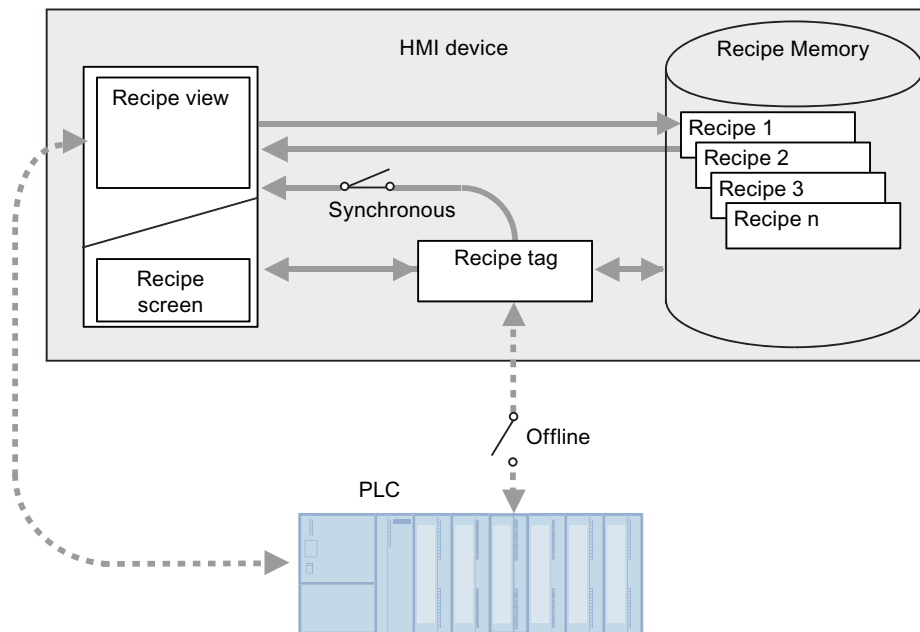 HMI device
Recipe Memory
Recipe view
Recipe 1
Recipe 2
Recipe 3
Recipe n
Synchronous
Recipe tag
Recipe
screen
Offline
PLC